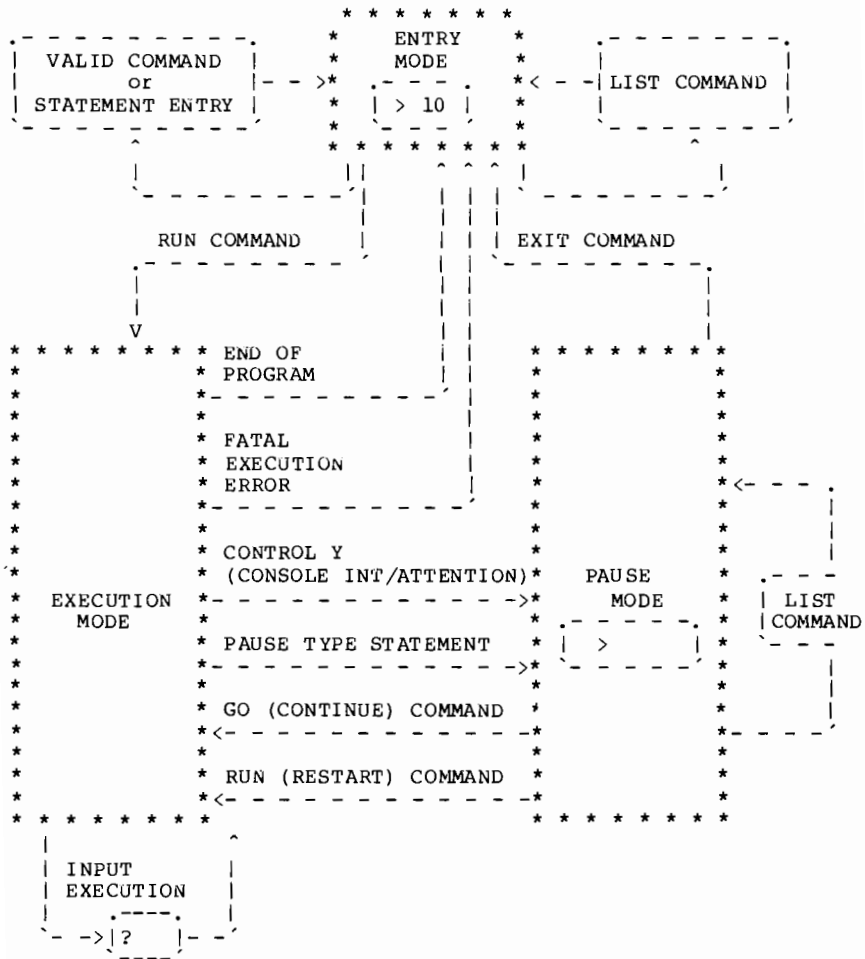 ENTRY
MODE
> 10
VALID COMMAND
or
STATEMENT ENTRY
LIST COMMAND
RUN COMMAND
EXIT COMMAND
END OF
PROGRAM
FATAL
EXECUTION
ERROR
CONTROL Y
(CONSOLE INT/ATTENTION)
EXECUTION
MODE
PAUSE
MODE
>
LIST
COMMAND
PAUSE TYPE STATEMENT
GO (CONTINUE) COMMAND
RUN (RESTART) COMMAND
INPUT
EXECUTION
?